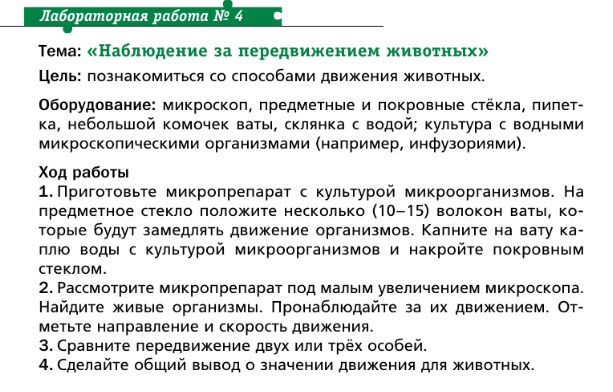 Лабораторная работа № 4
Тема: «Наблюдение за передвижением животных»
Цель: познакомиться со способами движения животных.
Оборудование: микроскоп, предметные и покровные стёкла, пипет-
ка, небольшой комочек ваты, склянка с водой; культура с водными
микроскопическими организмами (например, инфузориями).
Ход работы
1. Приготовьте микропрепарат с культурой микроорганизмов. На
предметное стекло положите несколько (10–15) волокон ваты, ко-
торые будут замедлять движение организмов. Капните на вату ка-
плю воды с культурой микроорганизмов и накройте покровным
стеклом.
2. Рассмотрите микропрепарат под малым увеличением микроскопа.
Найдите живые организмы. Пронаблюдайте за их движением. От-
метьте направление и скорость движения.
3. Сравните передвижение двух или трёх особей.
4. Сделайте общий вывод о значении движения для животных.